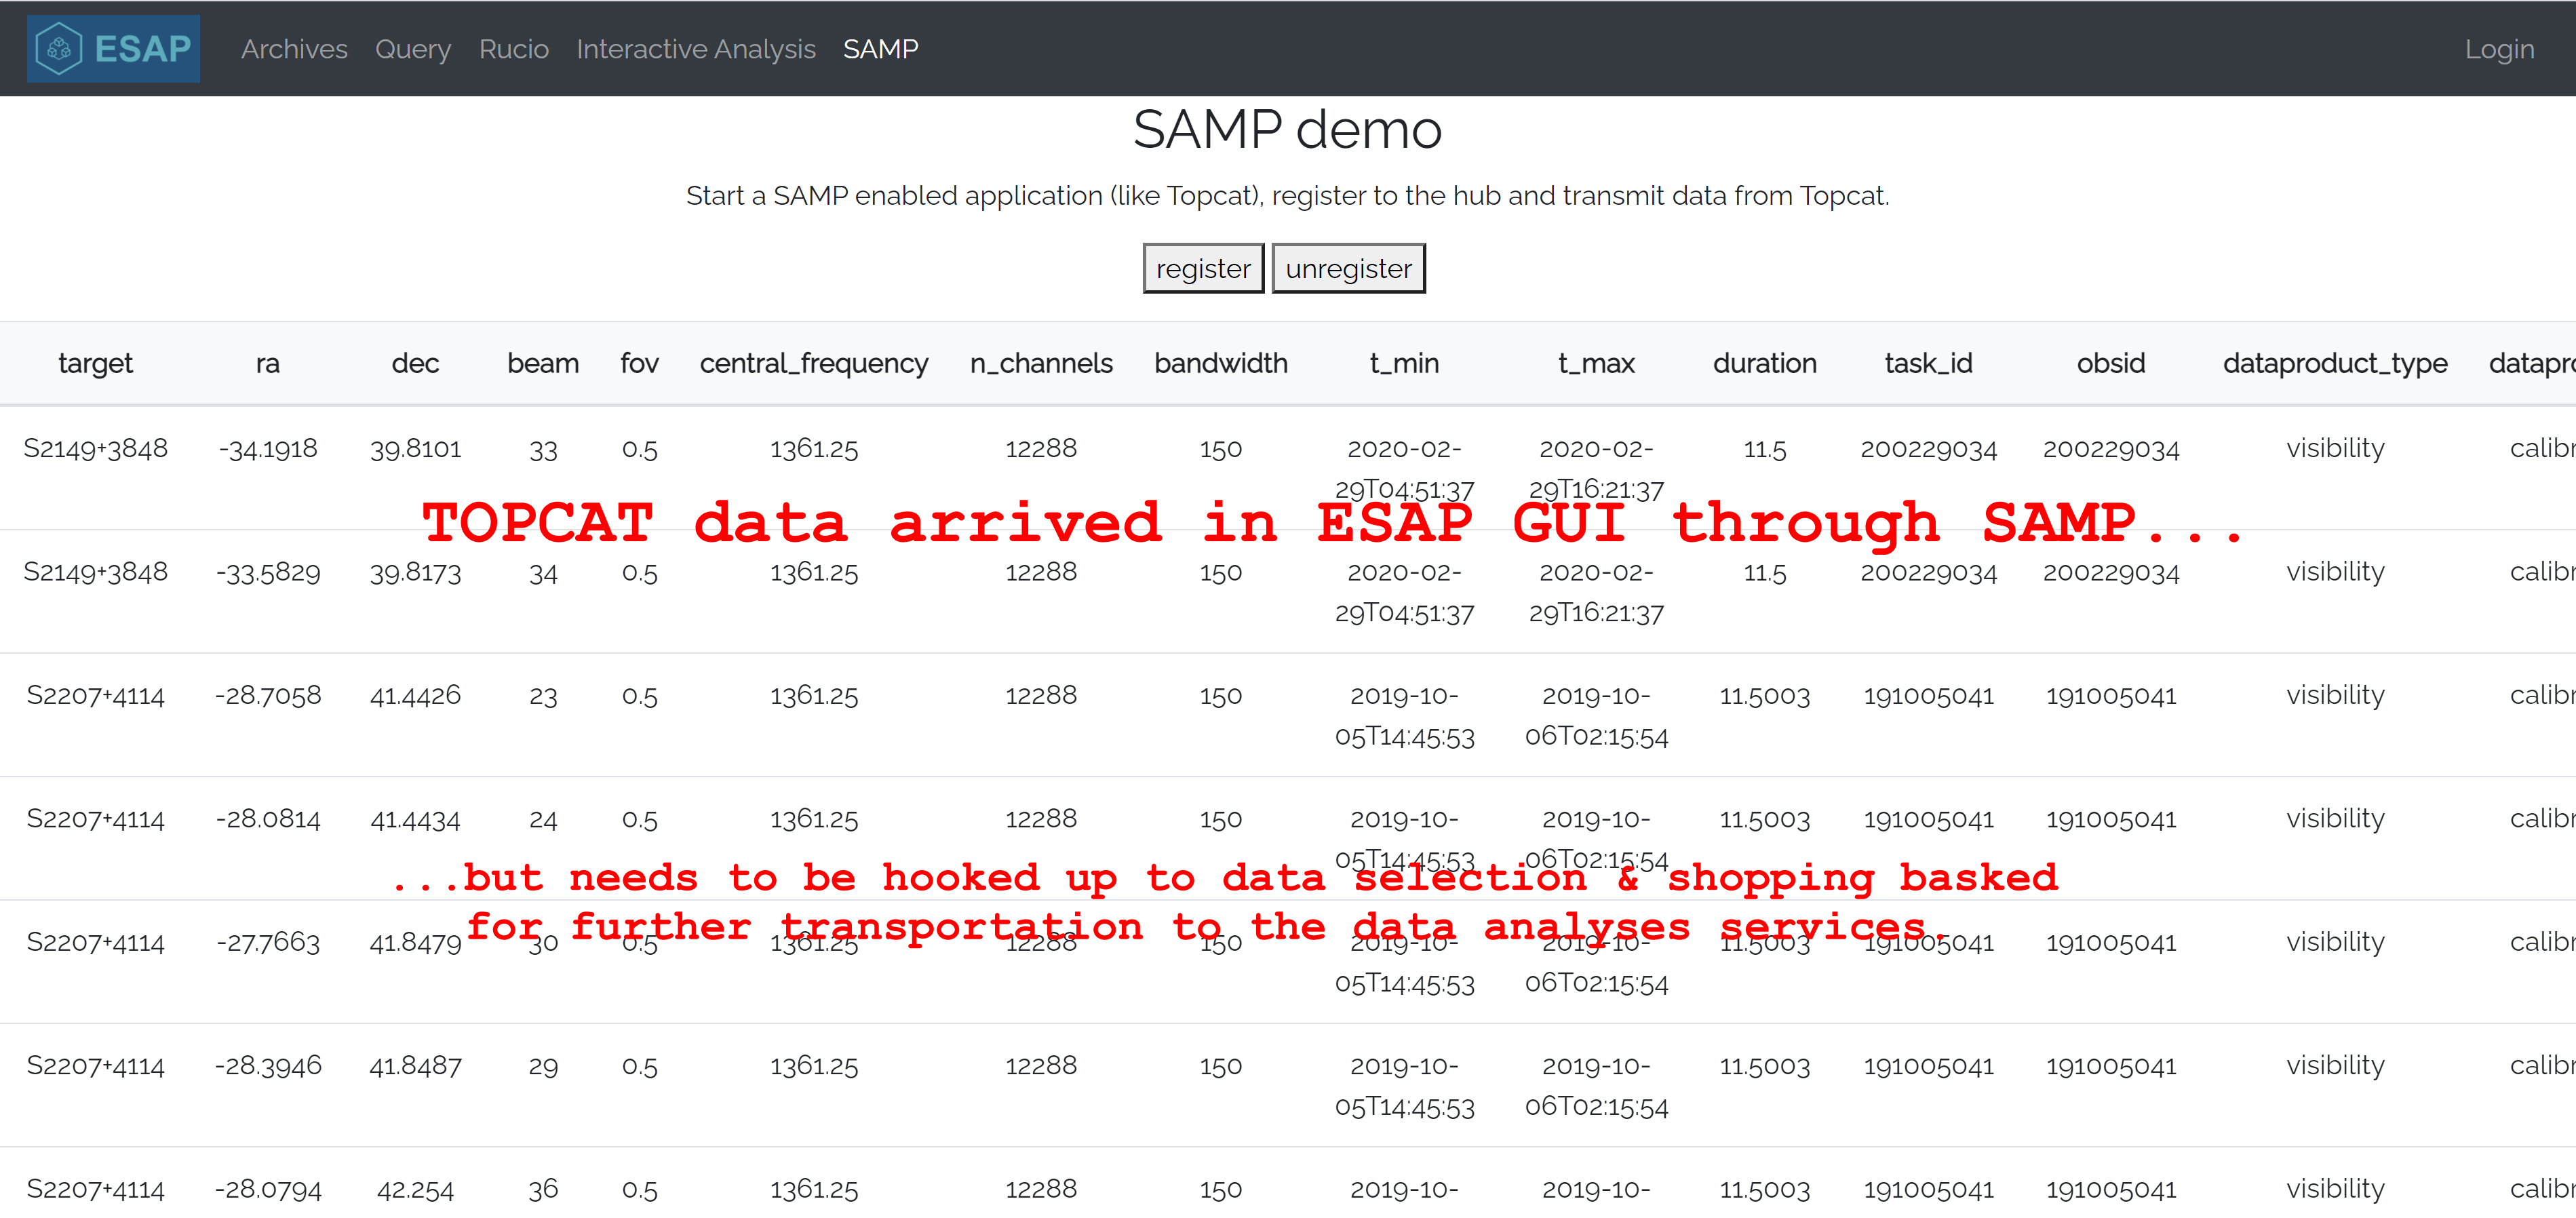 ESAP Archives Query Rucio Interactive Analysis SAMP Login
SAMP demo
Start a SAMP enabled application (like Topcat), register to the hub and transmit data from Topcat.
register unregister
target ra dec beam fov central_frequency n_channels bandwidth t_min t_max duration task_id obsid dataproduct_type datapro
S2149+3848 -34.1918 39.8101 33 0.5 1361.25 12288 150 2020-02- 2020-02- 11.5 200229034 200229034 visibility calibr
29T04:51:37 29T16:21:37
TOPCAT data arrived in ESAP GUI through SAMP...
S2149+3848 -33.5829 39.8173 34 0.5 1361.25 12288 150 2020-02- 2020-02- 11.5 200229034 200229034 visibility calibr
29T04:51:37 29T16:21:37
S2207+4114 -28.7058 41.4426 23 0.5 1361.25 12288 150 2019-10- 2019-10- 11.5003 191005041 191005041 visibility calibr
05T14:45:53 06T02:15:54
S2207+4114 -28.0814 41.4434 24 0.5 1361.25 12288 150 2019-10- 2019-10- 11.5003 191005041 191005041 visibility calibr
05T14:45:53 06T02:15:54
...but needs to be hooked up to data selection & shopping basked
for further transportation to the data analyses services.
S2207+4114 -27.7663 41.8479 30 0.5 1361.25 12288 150 2019-10- 2019-10- 11.5003 191005041 191005041 visibility calibr
05T14:45:53 06T02:15:54
S2207+4114 -28.3946 41.8487 29 0.5 1361.25 12288 150 2019-10- 2019-10- 11.5003 191005041 191005041 visibility calibr
05T14:45:53 06T02:15:54
S2207+4114 -28.0794 42.254 36 0.5 1361.25 12288 150 2019-10- 2019-10- 11.5003 191005041 191005041 visibility calibr